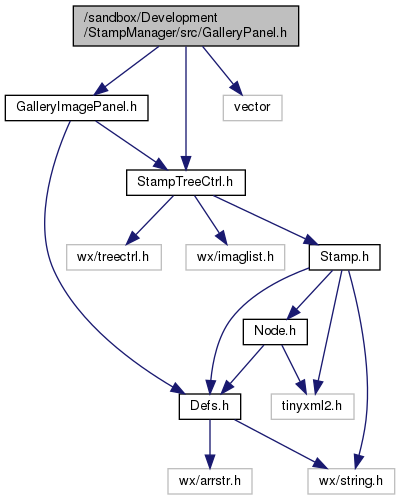 /sandbox/Development
/StampManager/src/GalleryPanel.h
GalleryImagePanel.h
vector
StampTreeCtrl.h
wx/treectrl.h
wx/imaglist.h
Stamp.h
Node.h
Defs.h
tinyxml2.h
wx/arrstr.h
wx/string.h